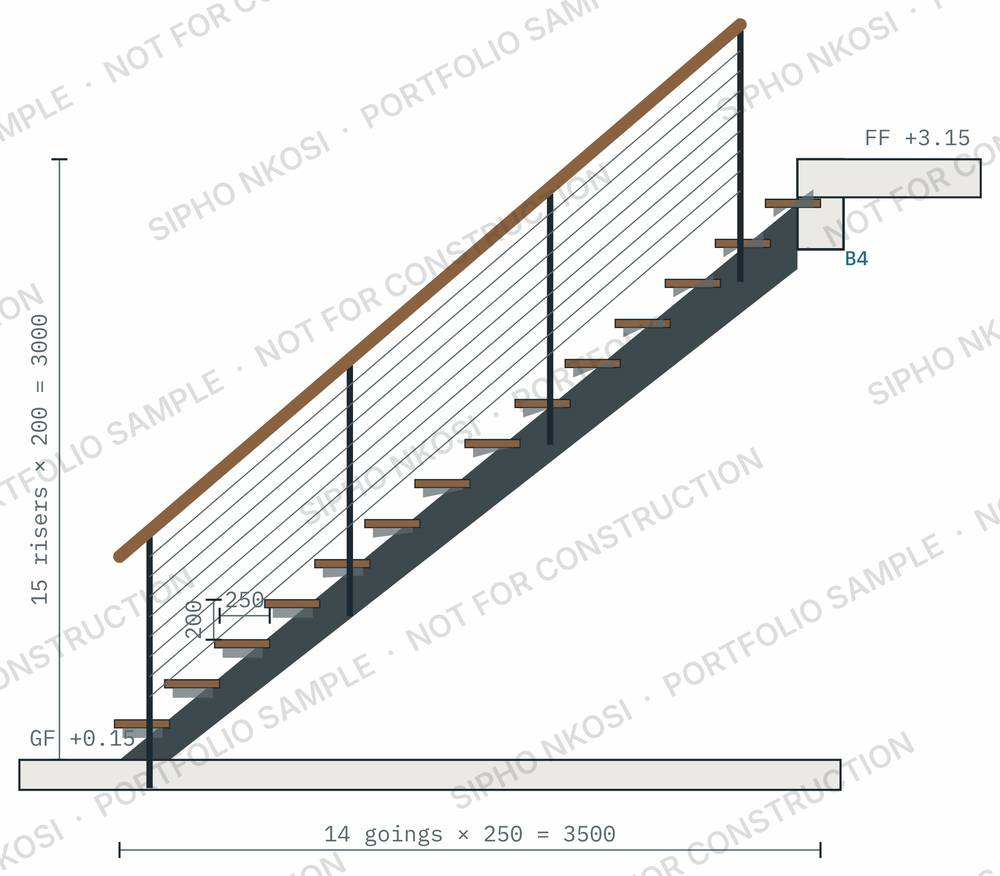 FF +3.15
B4
15 risers × 200 = 3000
250
200
GF +0.15
14 goings × 250 = 3500
SIPHO NKOSI · PORTFOLIO SAMPLE · NOT FOR CONSTRUCTION